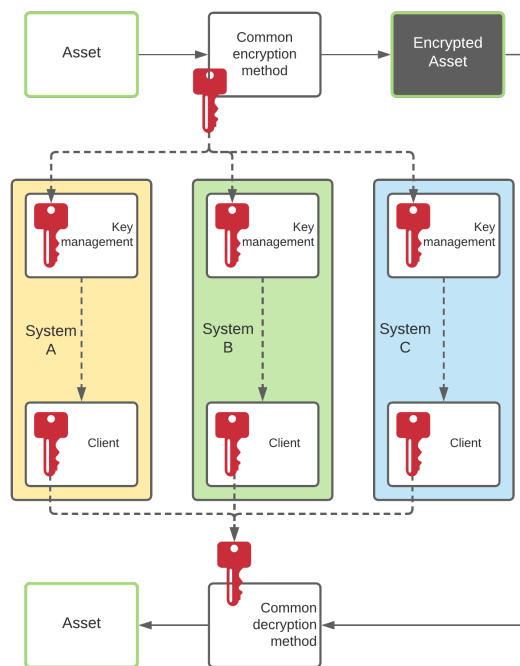 Asset
Common
encryption
method
Encrypted
Asset
Key
management
Key
management
Key
management
System
A
System
B
System
C
Client
Client
Client
Asset
Common
decryption
method